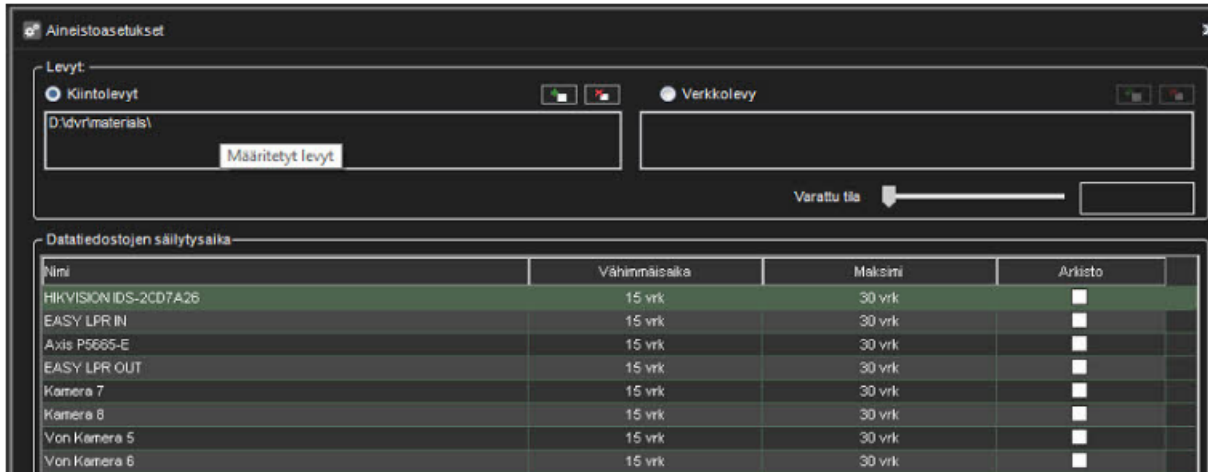 Aineistoasetukset
Levyt:
Kiintolevyt
Verkkolevy
D:\dvr\materials\
Määritetyt levyt
Varattu tila
Datatiedostojen säilytysaika
Nimi Vähimmäisaika Maksimi Arkisto
HIKVISION IDS-2CD7A26 15 vrk 30 vrk
EASY LPR IN 15 vrk 30 vrk
Axis P5665-E 15 vrk 30 vrk
EASY LPR OUT 15 vrk 30 vrk
Kamera 7 15 vrk 30 vrk
Kamera 8 15 vrk 30 vrk
Von Kamera 5 15 vrk 30 vrk
Von Kamera 6 15 vrk 30 vrk